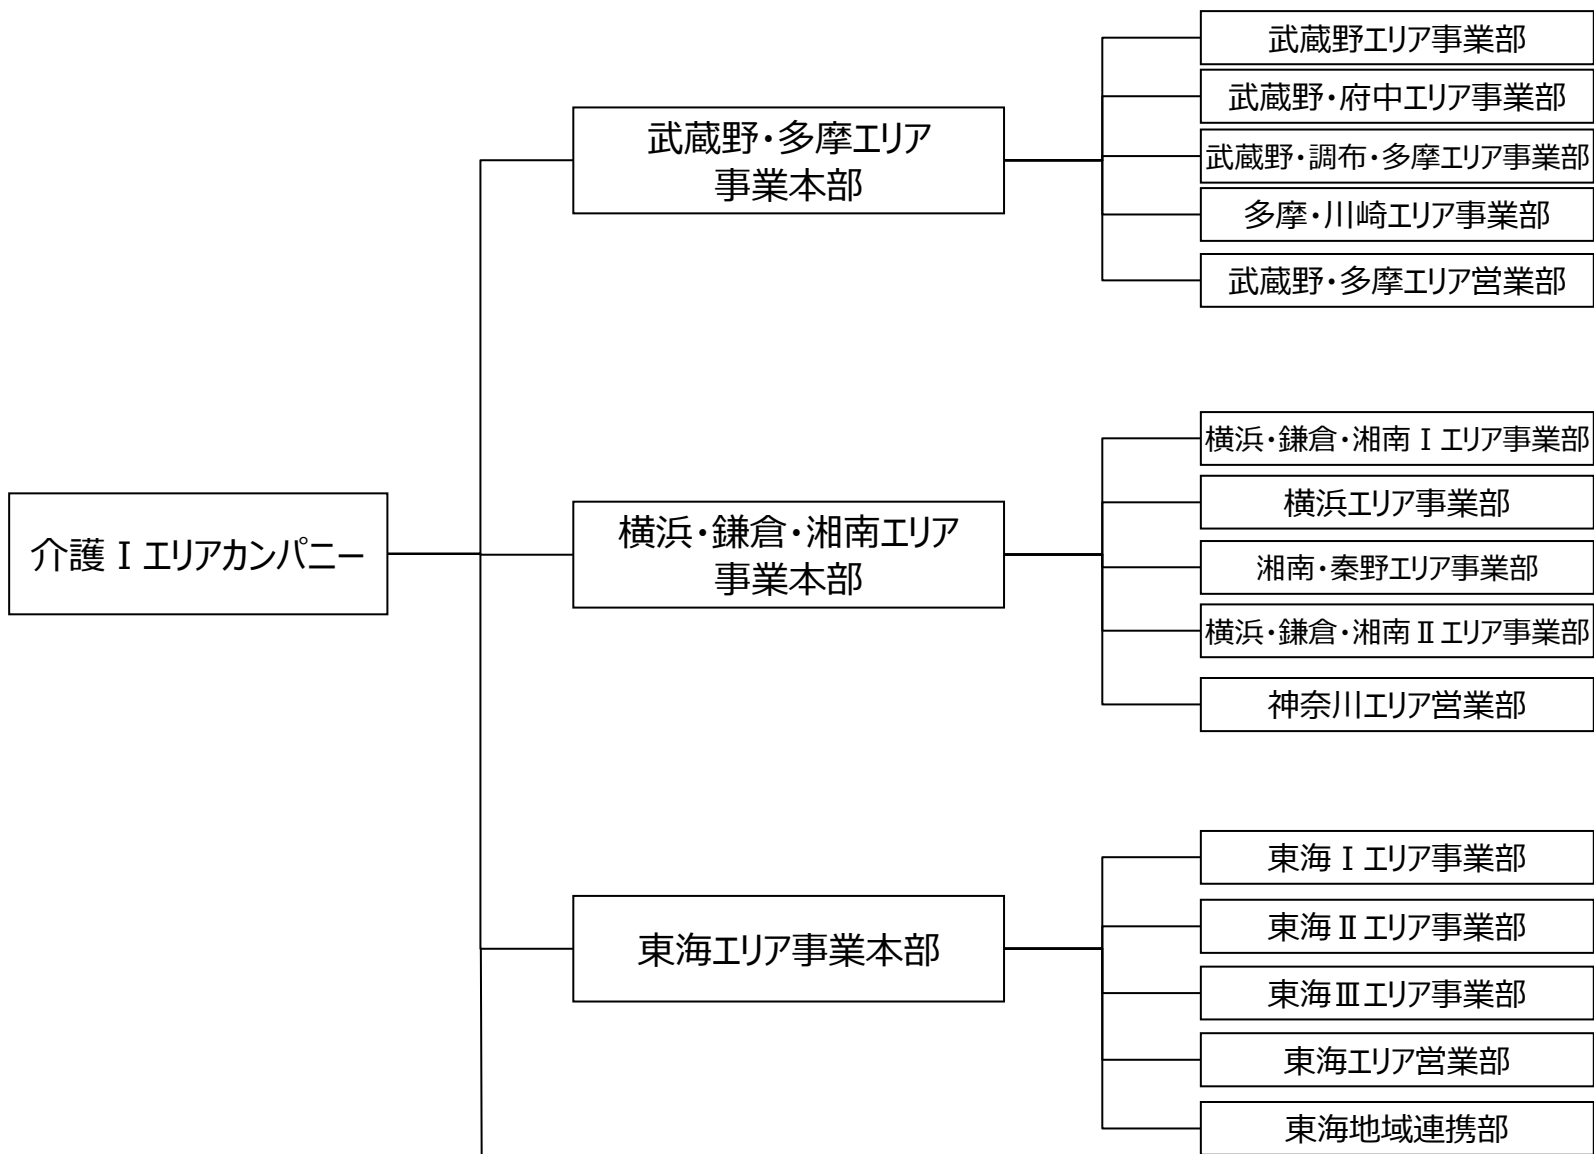 介護Ⅰエリアカンパニー
武蔵野・多摩エリア
事業本部
武蔵野エリア事業部
武蔵野・府中エリア事業部
武蔵野・調布・多摩エリア事業部
多摩・川崎エリア事業部
武蔵野・多摩エリア営業部
横浜・鎌倉・湘南エリア
事業本部
横浜・鎌倉・湘南Ⅰエリア事業部
横浜エリア事業部
湘南・秦野エリア事業部
横浜・鎌倉・湘南Ⅱエリア事業部
神奈川エリア営業部
東海エリア事業本部
東海Ⅰエリア事業部
東海Ⅱエリア事業部
東海Ⅲエリア事業部
東海エリア営業部
東海地域連携部